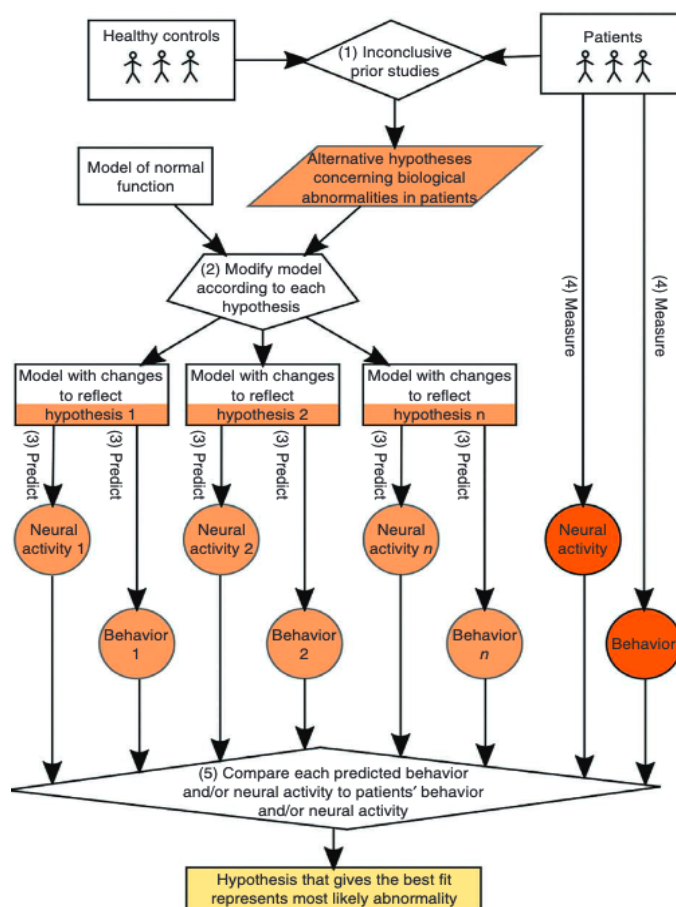 Healthy controls
(1) Inconclusive
prior studies
Patients
Model of normal
function
Alternative hypotheses
concerning biological
abnormalities in patients
(2) Modify model
according to each
hypothesis
(4) Measure
(4) Measure
Model with changes
to reflect
hypothesis 1
Model with changes
to reflect
hypothesis 2
Model with changes
to reflect
hypothesis n
(3) Predict
(3) Predict
(3) Predict
(3) Predict
(3) Predict
(3) Predict
Neural
activity 1
Neural
activity 2
Neural
activity n
Neural
activity
Behavior
1
Behavior
2
Behavior
n
Behavior
(5) Compare each predicted behavior
and/or neural activity to patients′ behavior
and/or neural activity
Hypothesis that gives the best fit
represents most likely abnormality